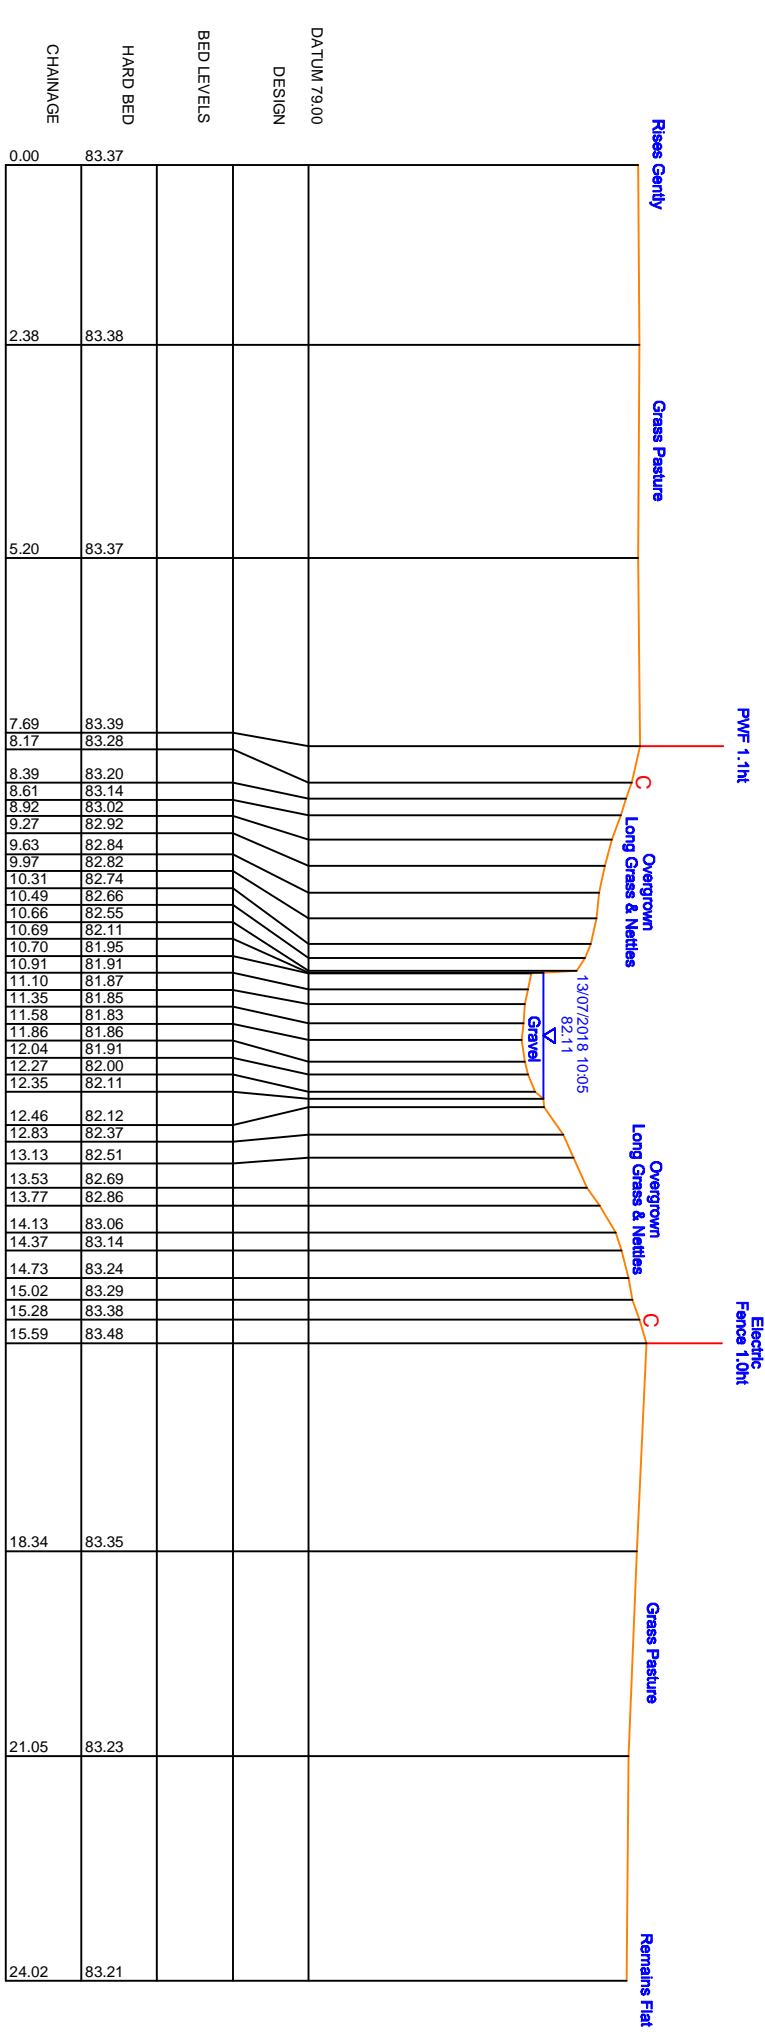 Rises Gently
Grass Pasture
PWF 1.1ht
C
Overgrown
Long Grass & Nettles
13/07/2018 10:05
82.11
Gravel
Overgrown
Long Grass & Nettles
C
Electric
Fence 1.0ht
Grass Pasture
Remains Flat
DATUM 79.00
DESIGN
BED LEVELS
HARD BED
CHAINAGE
0.00 83.37
2.38 83.38
5.20 83.37
7.69 83.39
8.17 83.28
8.39 83.20
8.61 83.14
8.92 83.02
9.27 82.92
9.63 82.84
9.97 82.82
10.31 82.74
10.49 82.66
10.66 82.55
10.69 82.11
10.70 81.95
10.91 81.91
11.10 81.87
11.35 81.85
11.58 81.83
11.86 81.86
12.04 81.91
12.27 82.00
12.35 82.11
12.46 82.12
12.83 82.37
13.13 82.51
13.53 82.69
13.77 82.86
14.13 83.06
14.37 83.14
14.73 83.24
15.02 83.29
15.28 83.38
15.59 83.48
18.34 83.35
21.05 83.23
24.02 83.21